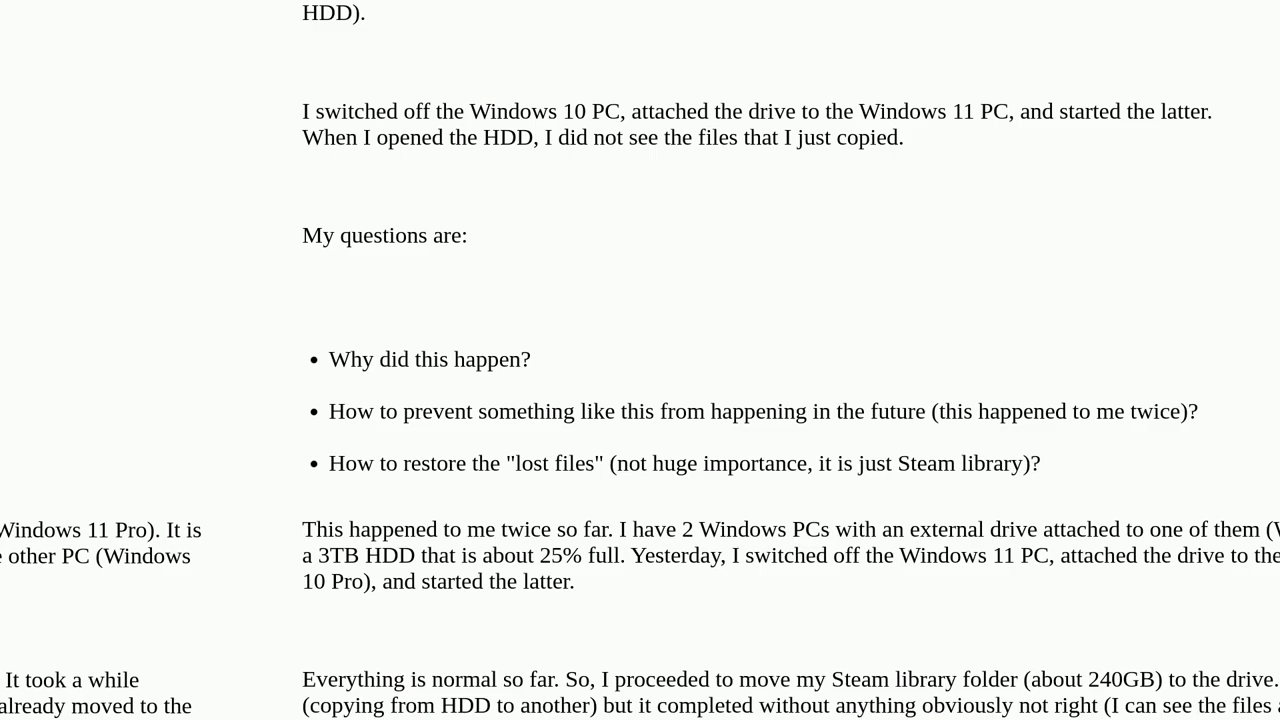 HDD).
I switched off the Windows 10 PC, attached the drive to the Windows 11 PC, and started the latter.
When I opened the HDD, I did not see the files that I just copied.
My questions are:
• Why did this happen?
• How to prevent something like this from happening in the future (this happened to me twice)?
• How to restore the "lost files" (not huge importance, it is just Steam library)?
Windows 11 Pro). It is
other PC (Windows
It took a while
already moved to the
This happened to me twice so far. I have 2 Windows PCs with an external drive attached to one of them (
a 3TB HDD that is about 25% full. Yesterday, I switched off the Windows 11 PC, attached the drive to the
10 Pro), and started the latter.
Everything is normal so far. So, I proceeded to move my Steam library folder (about 240GB) to the drive.
(copying from HDD to another) but it completed without anything obviously not right (I can see the files